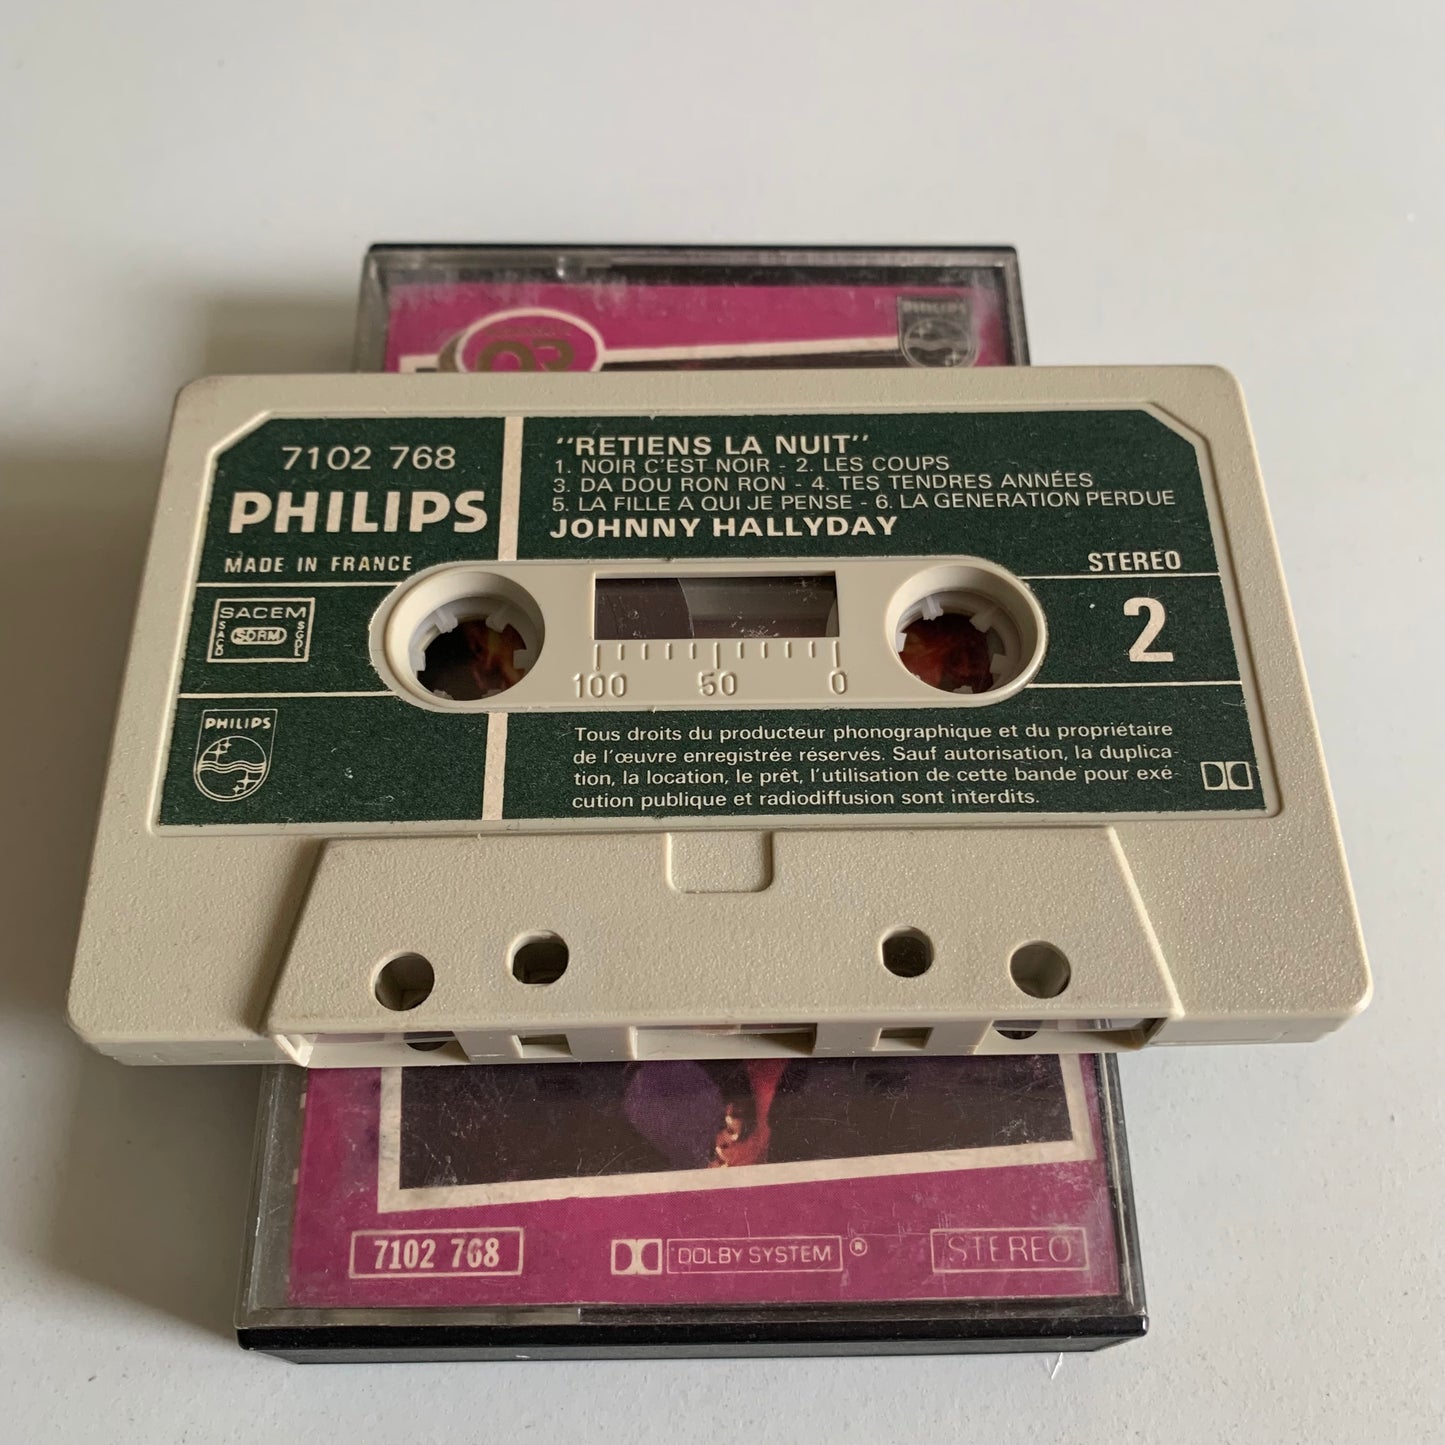 PHILIPS
7102 768
PHILIPS
MADE IN FRANCE
"RETIENS LA NUIT"
1. NOIR C'EST NOIR - 2. LES COUPS
3. DA DOU RON RON - 4. TES TENDRES ANNÉES
5. LA FILLE A QUI JE PENSE - 6. LA GENERATION PERDUE
JOHNNY HALLYDAY
STEREO
2
SACEM
SACD
SDRM
SGDL
100 50 0
PHILIPS
Tous droits du producteur phonographique et du propriétaire
de l'œuvre enregistrée réservés. Sauf autorisation, la duplica-
tion, la location, le prêt, l'utilisation de cette bande pour exé-
cution publique et radiodiffusion sont interdits.
7102 768
DOLBY SYSTEM ®
STEREO